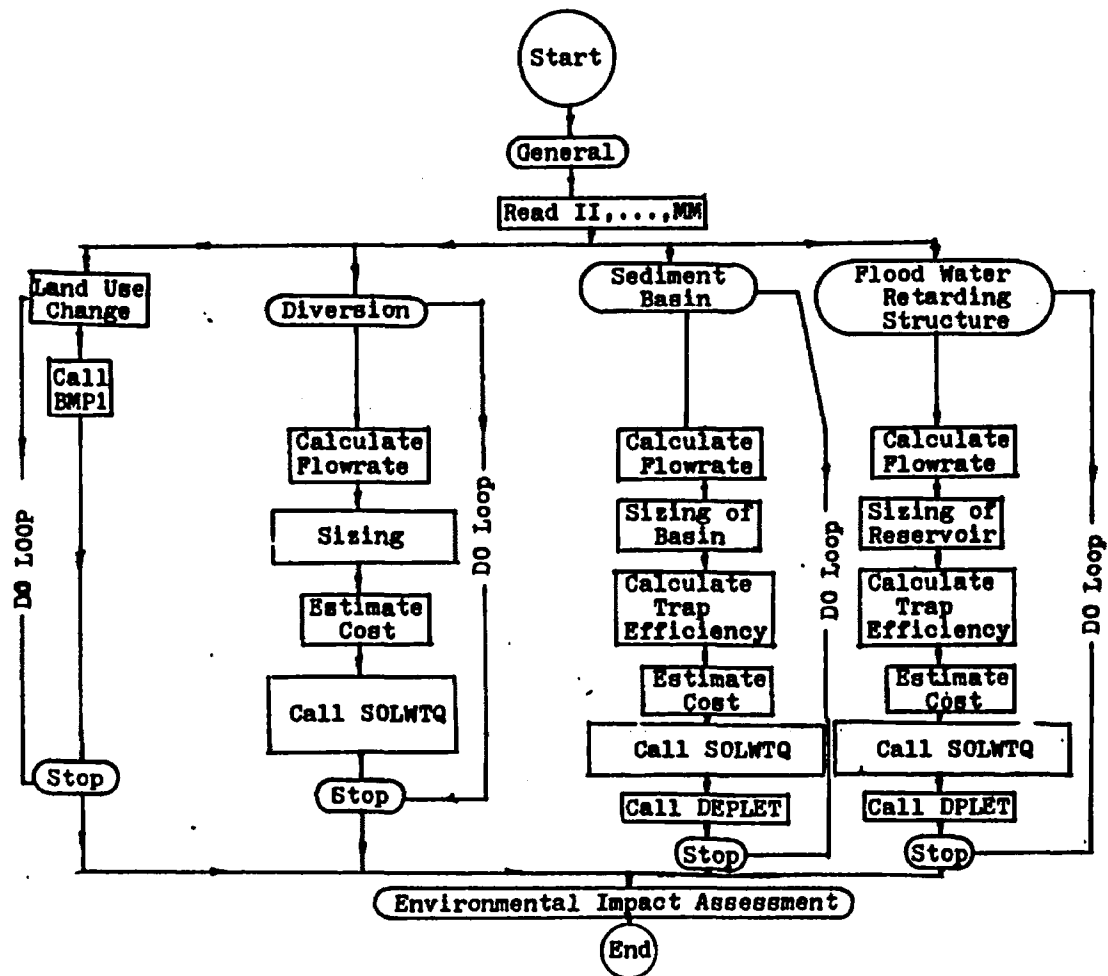 Start
General
Read II,...,MM
Land Use
Change
Call
BMP1
DO LOOP
Stop
Diversion
Calculate
Flowrate
Sizing
Estimate
Cost
Call SOLWTQ
Stop
DO Loop
Sediment
Basin
Calculate
Flowrate
Sizing of
Basin
Calculate
Trap
Efficiency
Estimate
Cost
Call SOLWTQ
Call DEPLET
Stop
DO Loop
Flood Water
Retarding
Structure
Calculate
Flowrate
Sizing of
Reservoir
Calculate
Trap
Efficiency
Estimate
Cost
Call SOLWTQ
Call DPLET
Stop
DO Loop
Environmental Impact Assessment
End